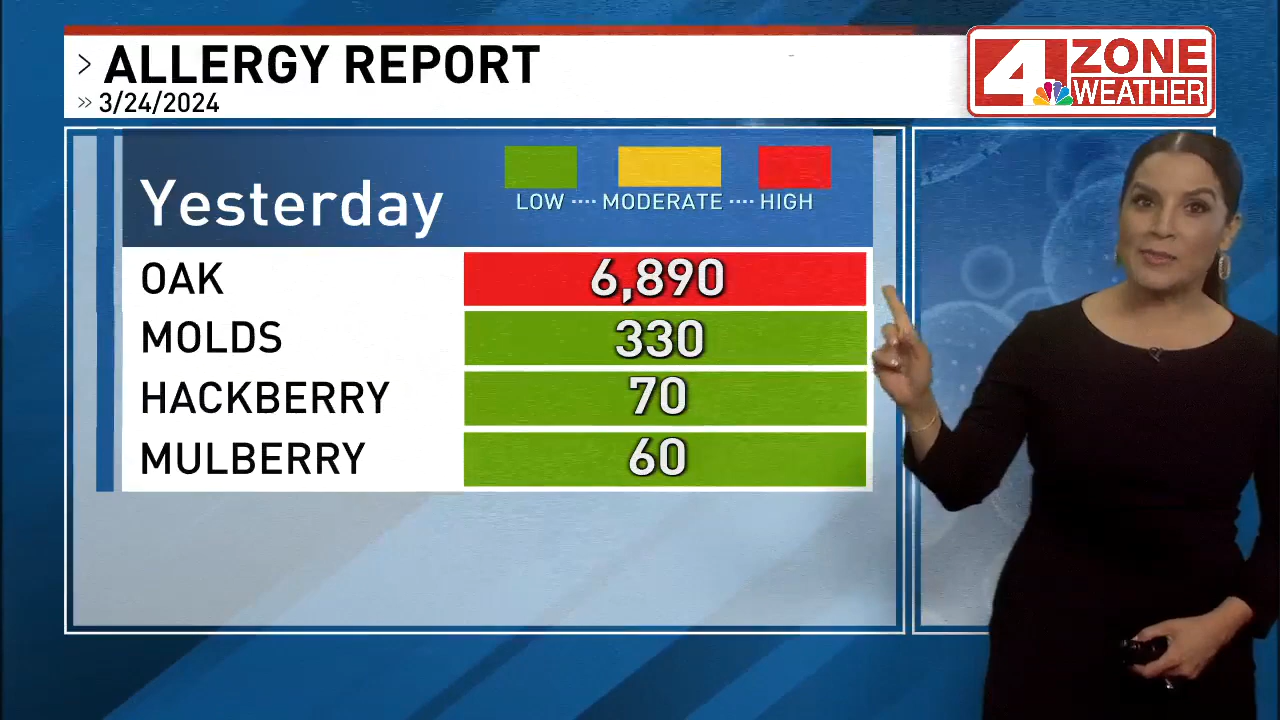 > ALLERGY REPORT
» 3/24/2024
4 ZONE
WEATHER
Yesterday
LOW ···· MODERATE ···· HIGH
OAK 6,890
MOLDS 330
HACKBERRY 70
MULBERRY 60